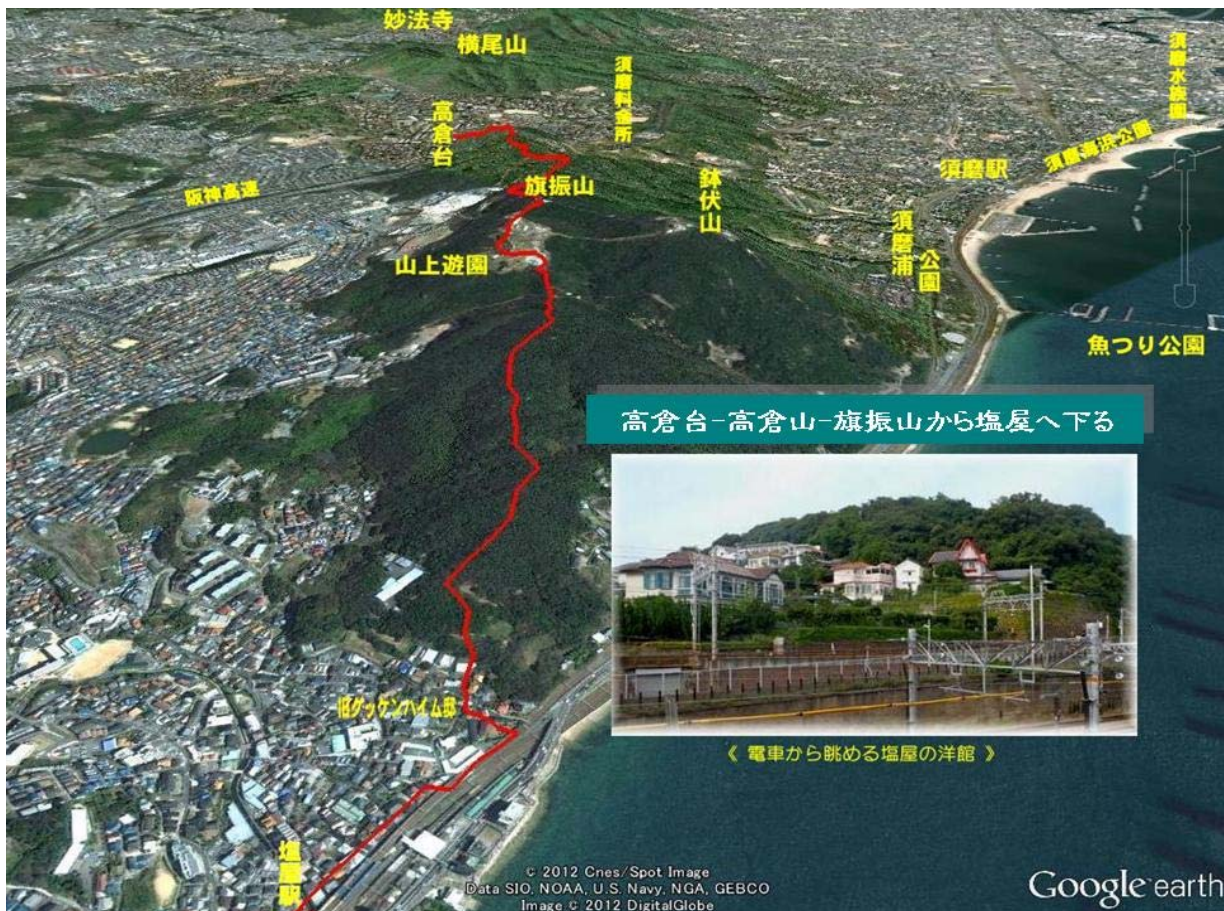 妙法寺
横尾山
須磨料金所
須磨水族園
高倉台
須磨海浜公園
須磨駅
阪神高速
旗振山
鉢伏山
須磨浦
公園
山上遊園
魚つり公園
高倉台-高倉山-旗振山から塩屋へ下る
旧グッゲンハイム邸
《 電車から眺める塩屋の洋館 》
塩屋駅
© 2012 Cnes/Spot Image
Data SIO, NOAA, U.S. Navy, NGA, GEBCO
Image © 2012 DigitalGlobe
Google earth